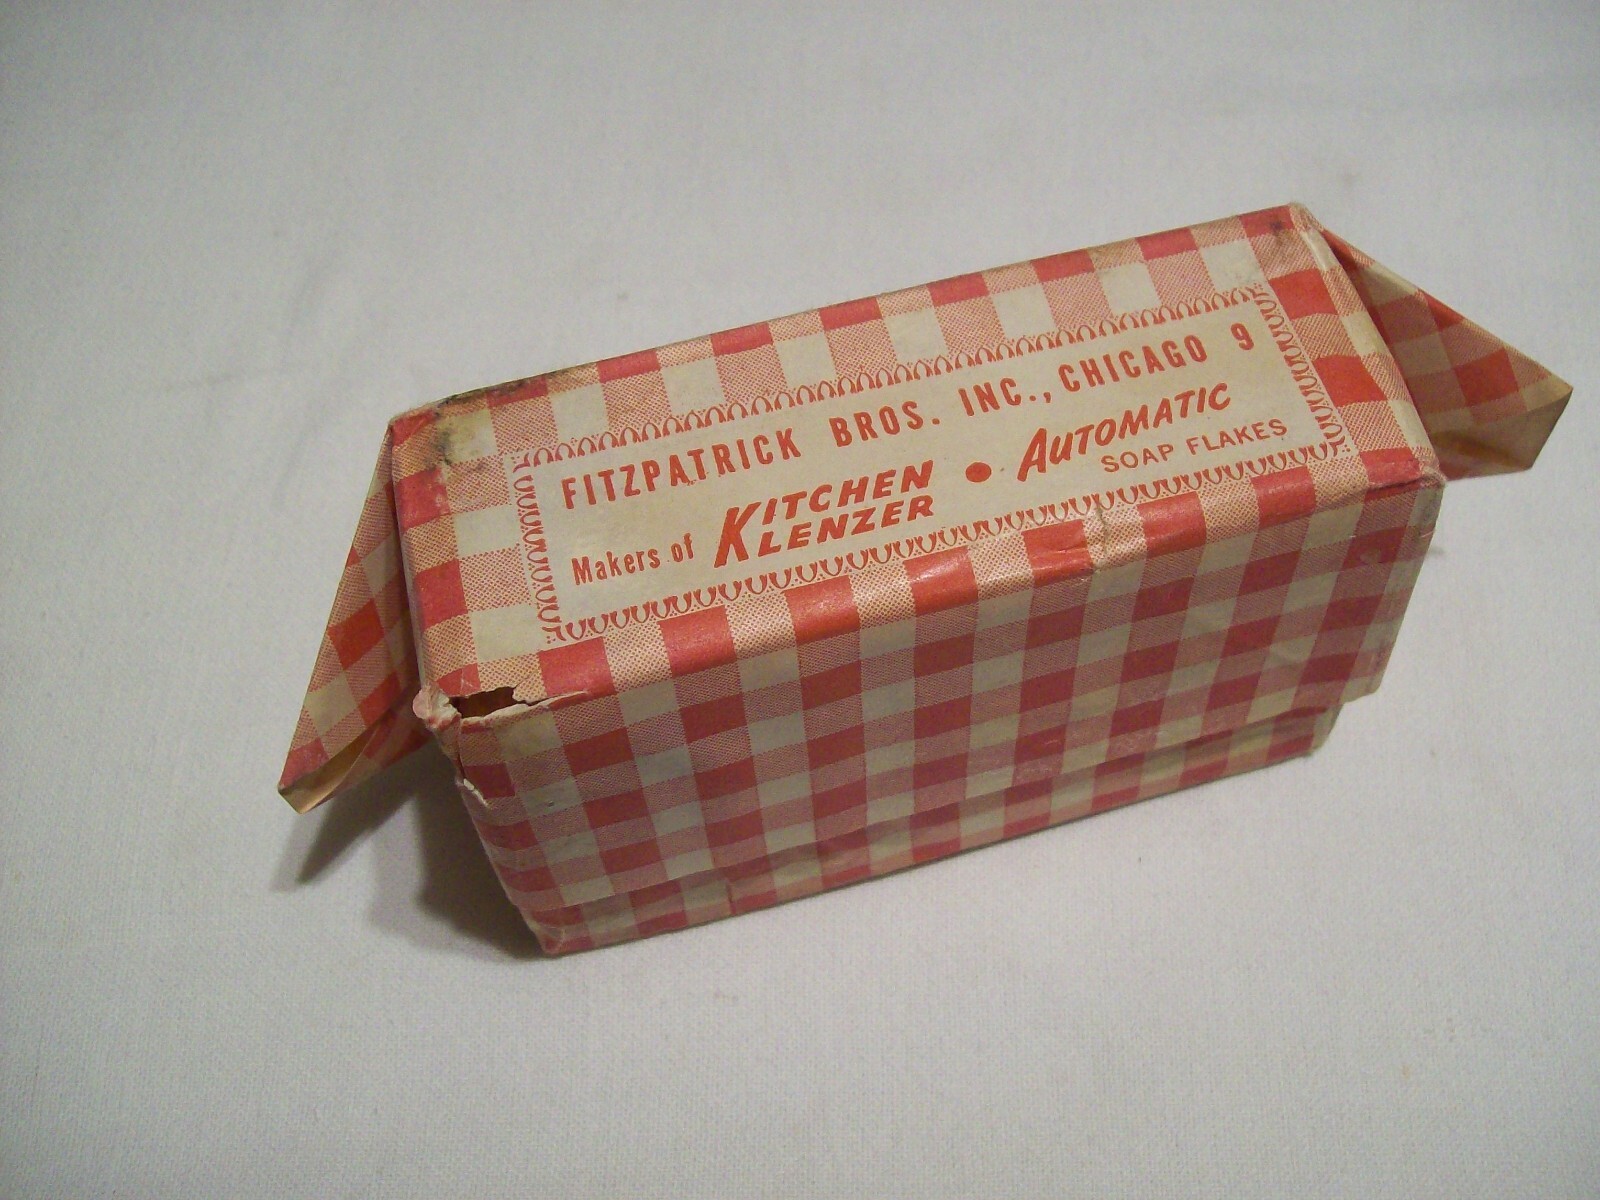 FITZPATRICK BROS. INC., CHICAGO 9
Makers of KITCHEN KLENZER • AUTOMATIC
SOAP FLAKES